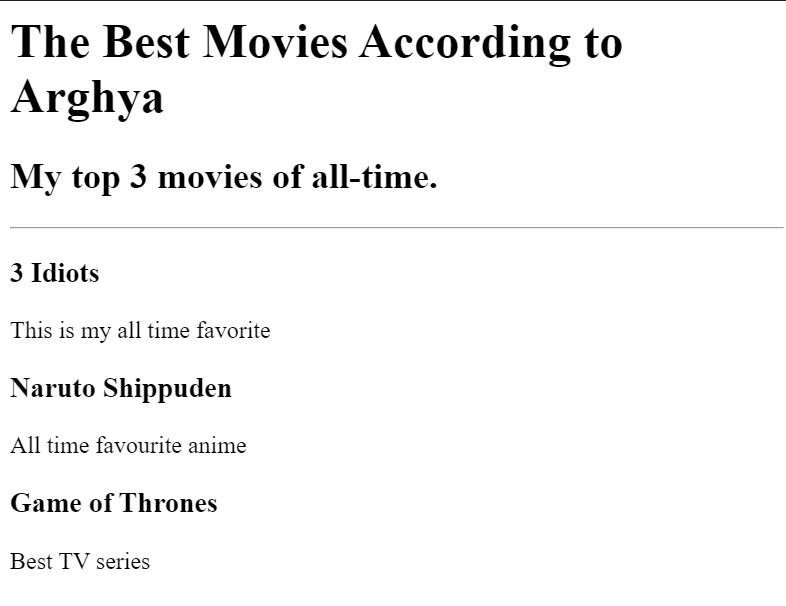 The Best Movies According to
Arghya
My top 3 movies of all-time.
3 Idiots
This is my all time favorite
Naruto Shippuden
All time favourite anime
Game of Thrones
Best TV series